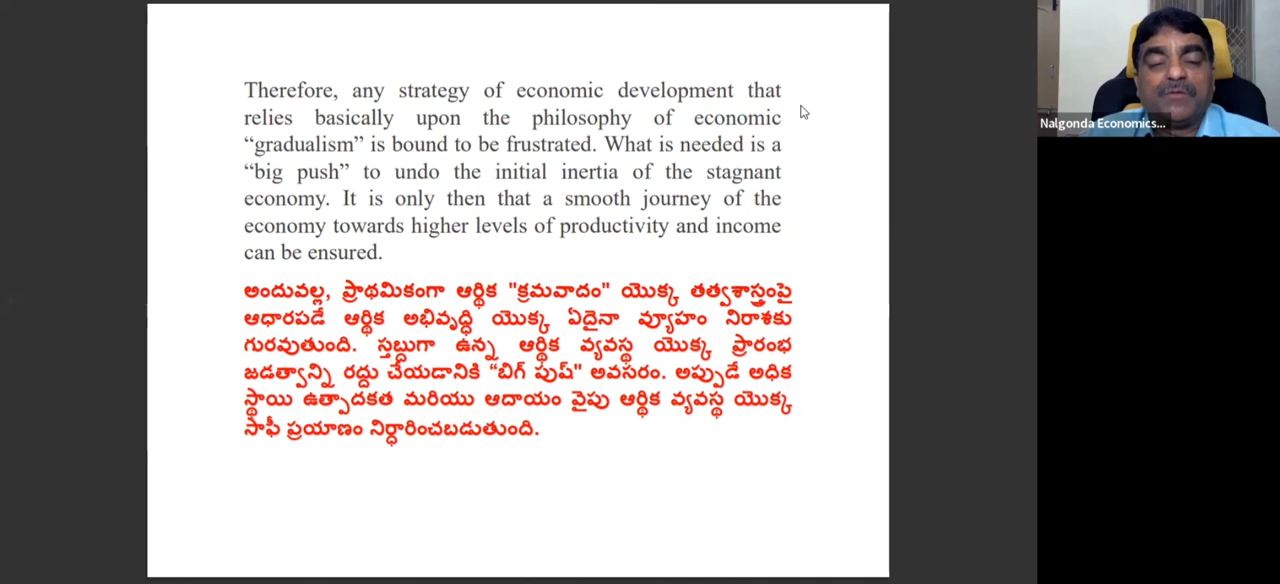 Therefore, any strategy of economic development that
relies basically upon the philosophy of economic
“gradualism” is bound to be frustrated. What is needed is a
“big push” to undo the initial inertia of the stagnant
economy. It is only then that a smooth journey of the
economy towards higher levels of productivity and income
can be ensured.
అందువల్ల, ప్రాథమికంగా ఆర్థిక "క్రమవాదం" యొక్క తత్వశాస్త్రంపై
ఆధారపడే ఆర్థిక అభివృద్ధి యొక్క ఏదైనా వ్యూహం నిరాశకు
గురవుతుంది. స్తబ్దుగా ఉన్న ఆర్థిక వ్యవస్థ యొక్క ప్రారంభ
జడత్వాన్ని రద్దు చేయడానికి “బిగ్ పుష్" అవసరం. అప్పుడే అధిక
స్థాయి ఉత్పాదకత మరియు ఆదాయం వైపు ఆర్థిక వ్యవస్థ యొక్క
సాఫీ ప్రయాణం నిర్ధారించబడుతుంది.
Nalgonda Economics...